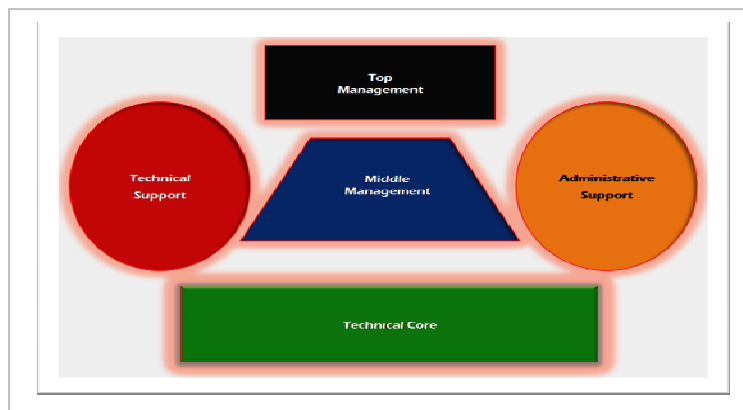 Top
Management
Technical
Support
Middle
Management
Administrative
Support
Technical Core